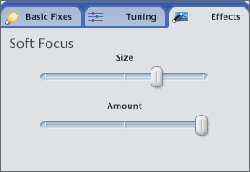 Basic Fixes Tuning Effects
Soft Focus
Size
Amount